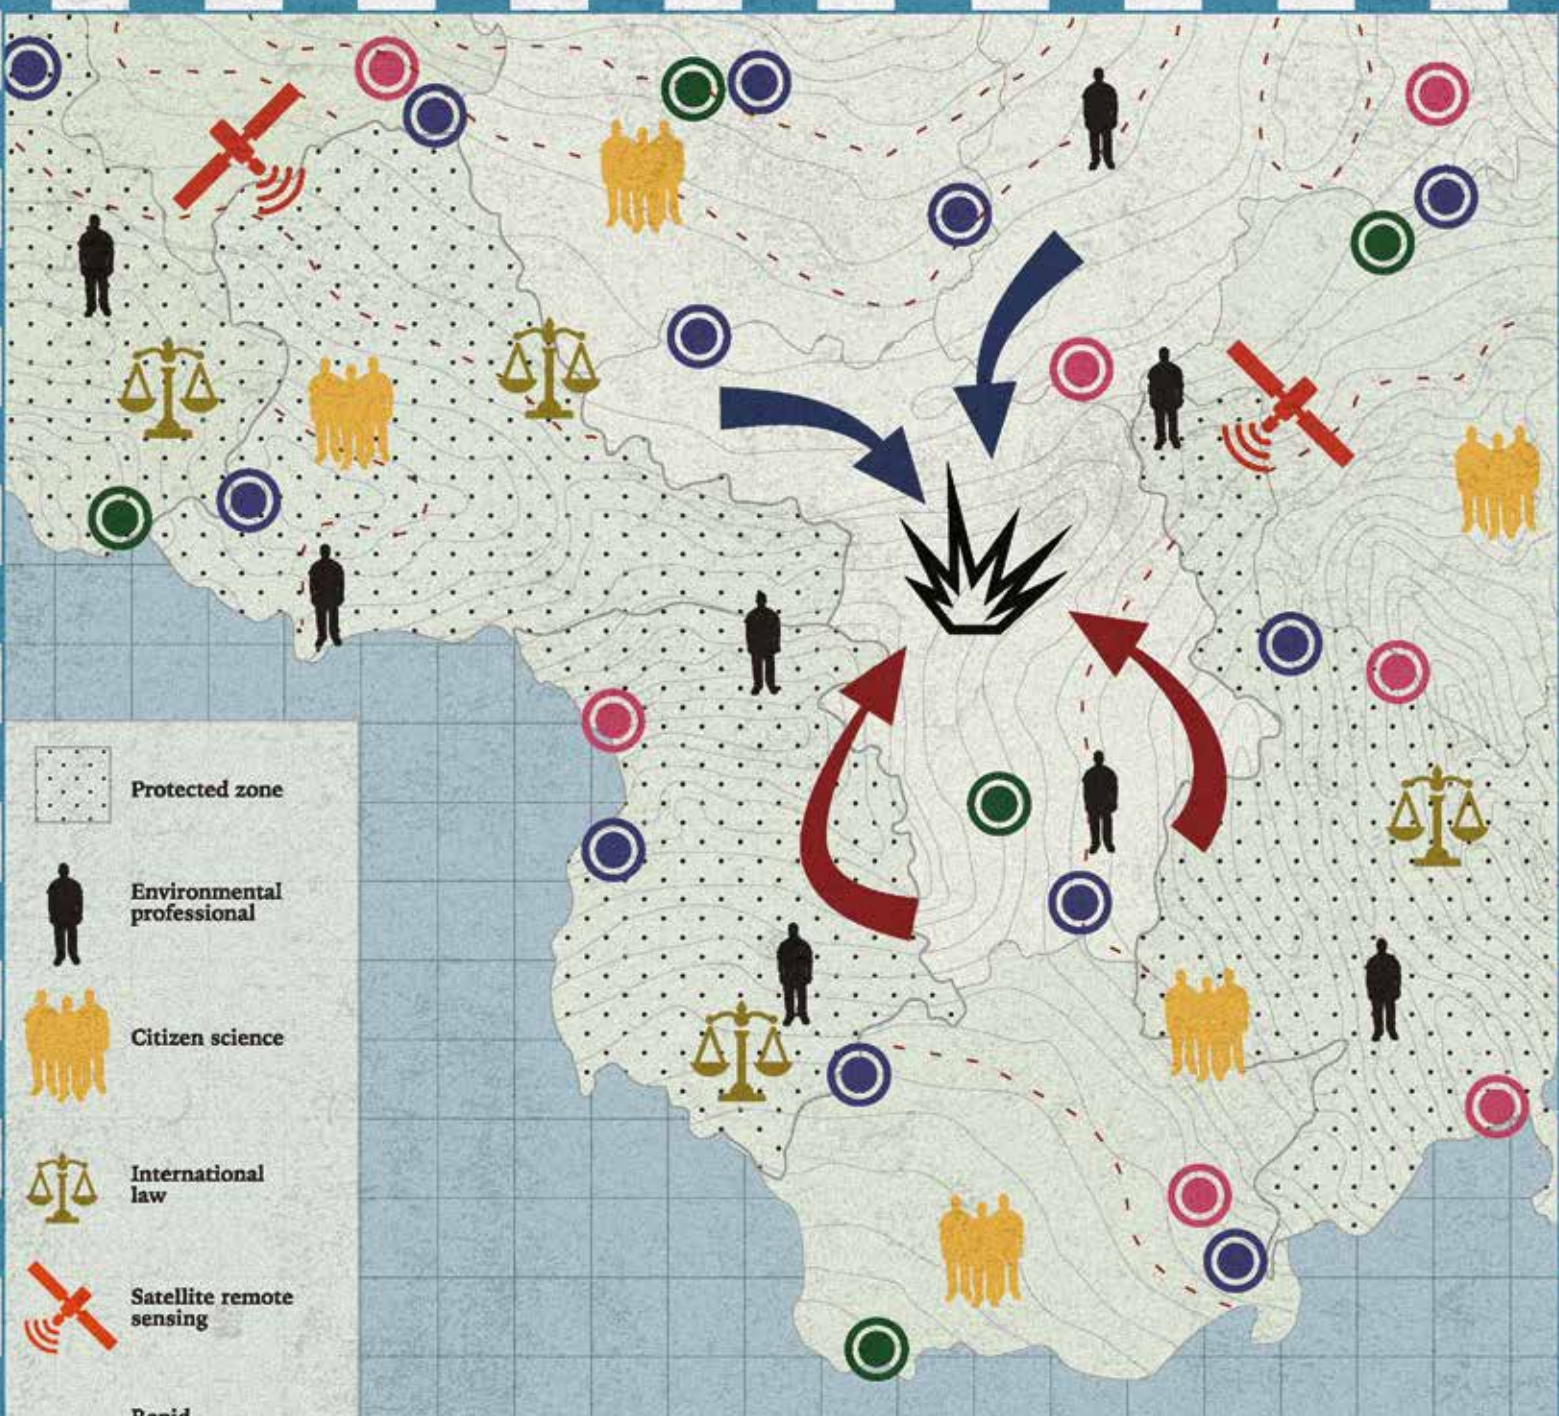 Protected zone
Environmental
professional
Citizen science
International
law
Satellite remote
sensing